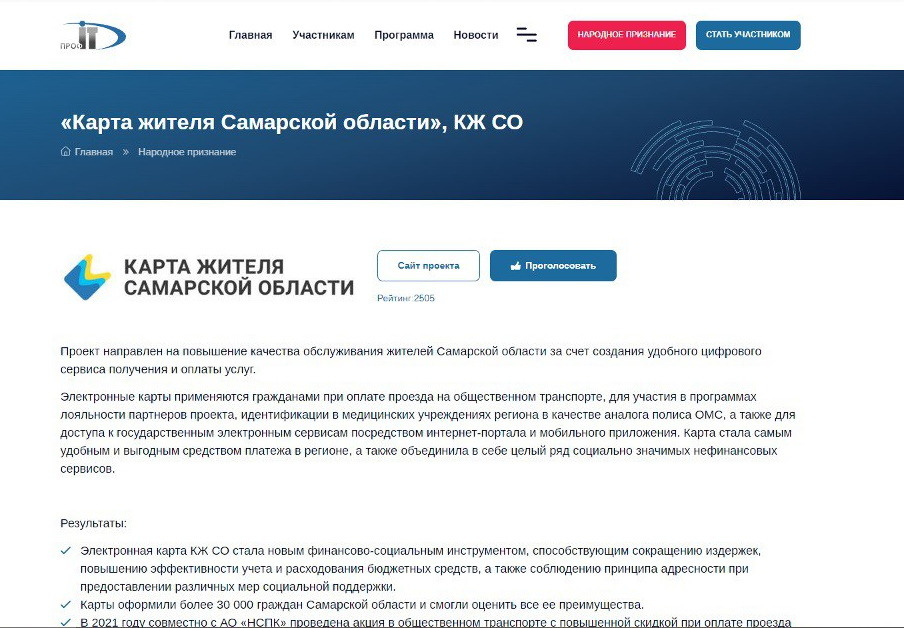 ПРОФ IT
Главная Участникам Программа Новости НАРОДНОЕ ПРИЗНАНИЕ СТАТЬ УЧАСТНИКОМ
«Карта жителя Самарской области», КЖ СО
Главная » Народное признание
КАРТА ЖИТЕЛЯ
САМАРСКОЙ ОБЛАСТИ
Сайт проекта Проголосовать
Рейтинг:2505
Проект направлен на повышение качества обслуживания жителей Самарской области за счет создания удобного цифрового
сервиса получения и оплаты услуг.
Электронные карты применяются гражданами при оплате проезда на общественном транспорте, для участия в программах
лояльности партнеров проекта, идентификации в медицинских учреждениях региона в качестве аналога полиса ОМС, а также для
доступа к государственным электронным сервисам посредством интернет-портала и мобильного приложения. Карта стала самым
удобным и выгодным средством платежа в регионе, а также объединила в себе целый ряд социально значимых нефинансовых
сервисов.
Результаты:
Электронная карта КЖ СО стала новым финансово-социальным инструментом, способствующим сокращению издержек,
повышению эффективности учета и расходования бюджетных средств, а также соблюдению принципа адресности при
предоставлении различных мер социальной поддержки.
Карты оформили более 30 000 граждан Самарской области и смогли оценить все ее преимущества.
В 2021 году совместно с АО «НСПК» проведена акция в общественном транспорте с повышенной скидкой при оплате проезда